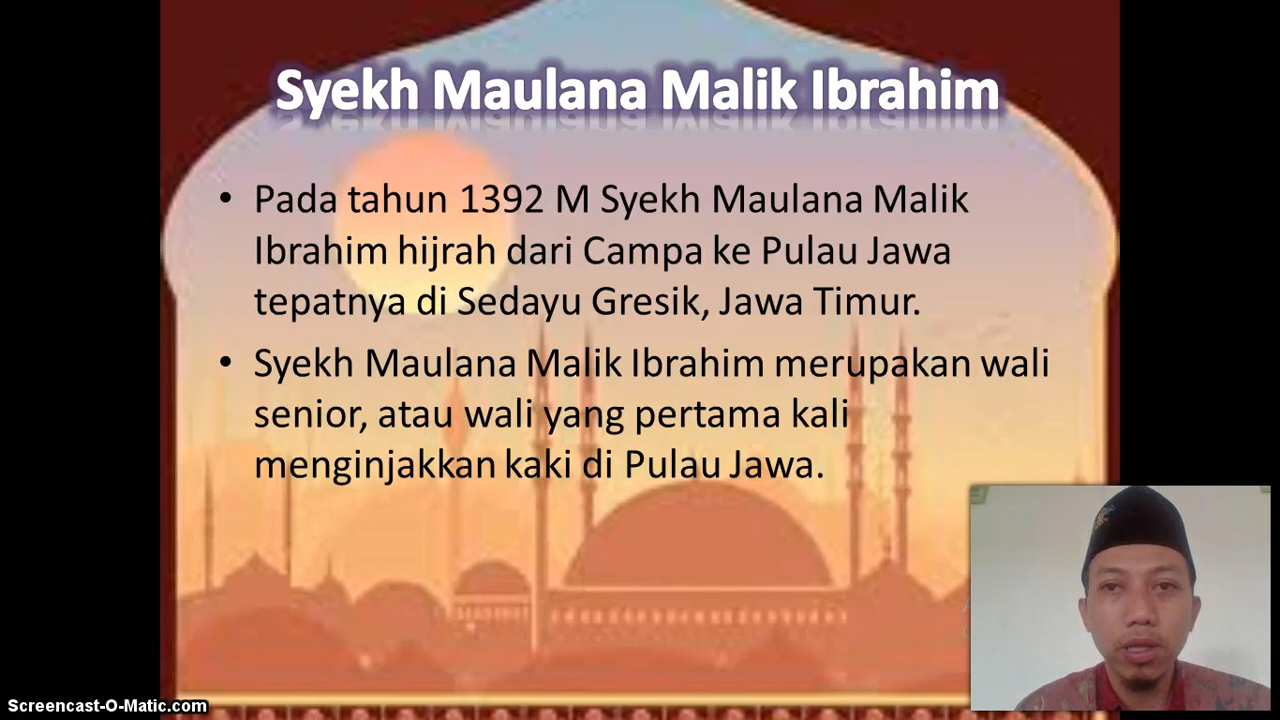 Syekh Maulana Malik Ibrahim
• Pada tahun 1392 M Syekh Maulana Malik
Ibrahim hijrah dari Campa ke Pulau Jawa
tepatnya di Sedayu Gresik, Jawa Timur.
• Syekh Maulana Malik Ibrahim merupakan wali
senior, atau wali yang pertama kali
menginjakkan kaki di Pulau Jawa.
Screencast-O-Matic.com